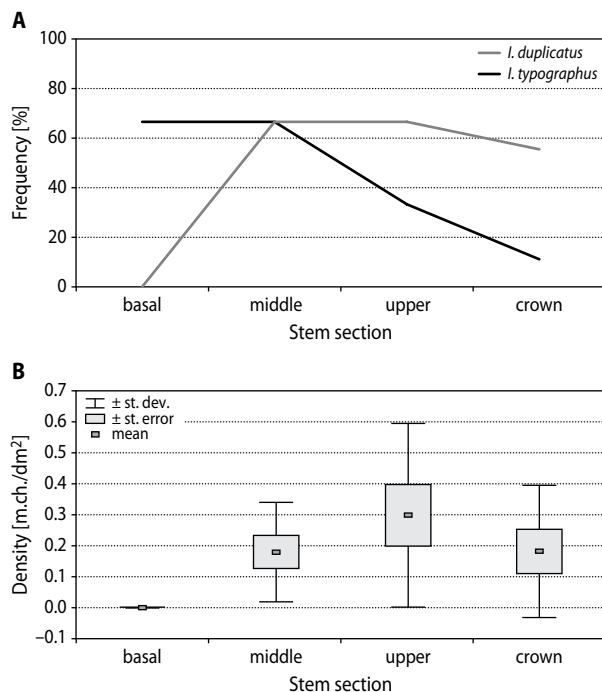 A
100
80
60
40
20
0
Frequency [%]
I. duplicatus
I. typographus
basal middle upper crown
Stem section
B
0.7
0.6
0.5
0.4
0.3
0.2
0.1
0.0
–0.1
Density [m.ch./dm²]
± st. dev.
± st. error
mean
basal middle upper crown
Stem section